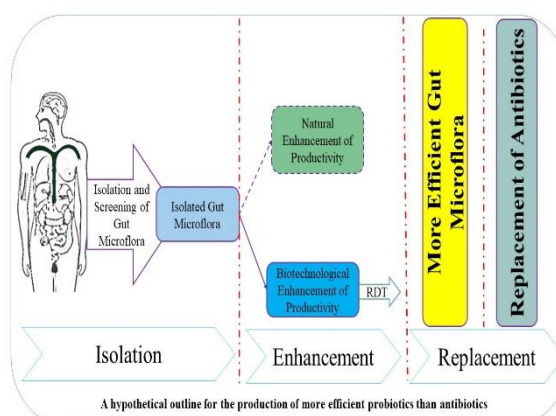 Isolation and
Screening of
Gut
Microflora
Isolated Gut
Microflora
Natural
Enhancement of
Productivity
Biotechnological
Enhancement of
Productivity
RDT
More Efficient Gut
Microflora
Replacement of Antibiotics
Isolation
Enhancement
Replacement
A hypothetical outline for the production of more efficient probiotics than antibiotics